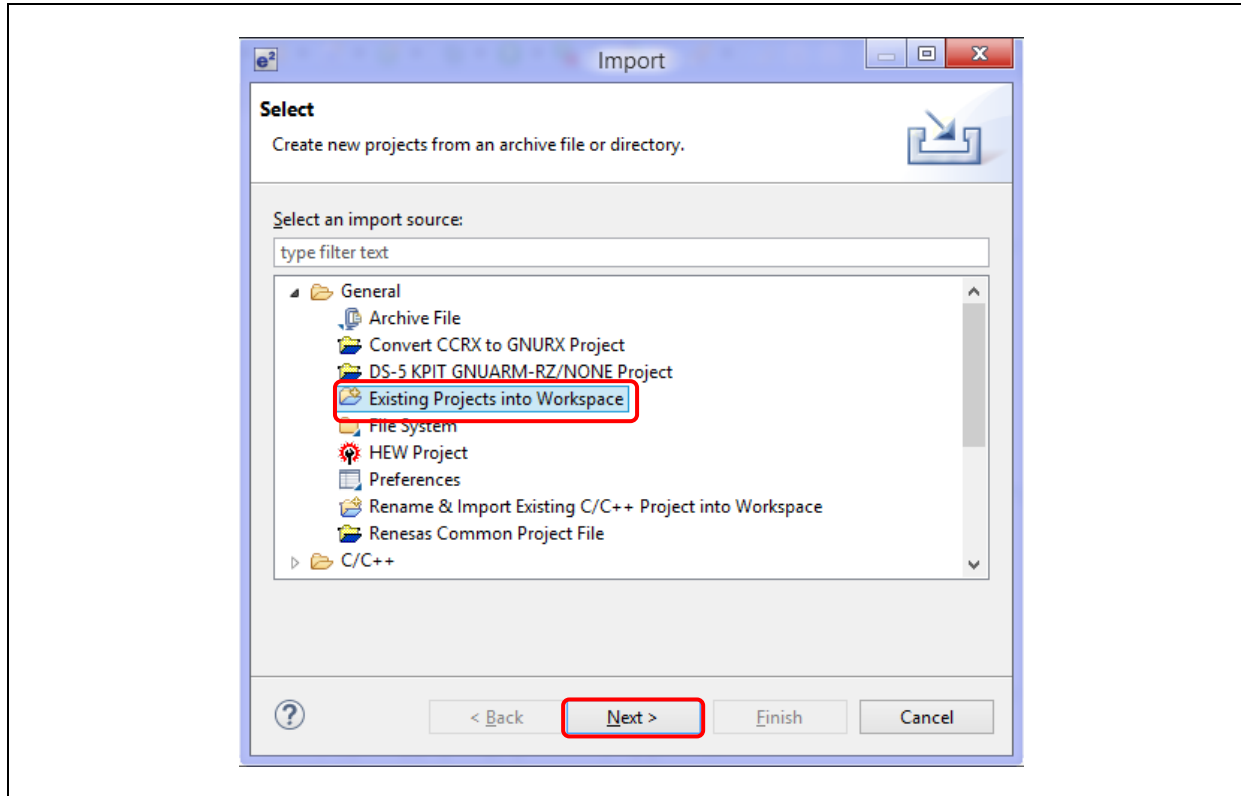 e²
Import
Select
Create new projects from an archive file or directory.
Select an import source:
type filter text
General
Archive File
Convert CCRX to GNURX Project
DS-5 KPIT GNUARM-RZ/NONE Project
Existing Projects into Workspace
File System
HEW Project
Preferences
Rename & Import Existing C/C++ Project into Workspace
Renesas Common Project File
C/C++
? < Back Next > Finish Cancel